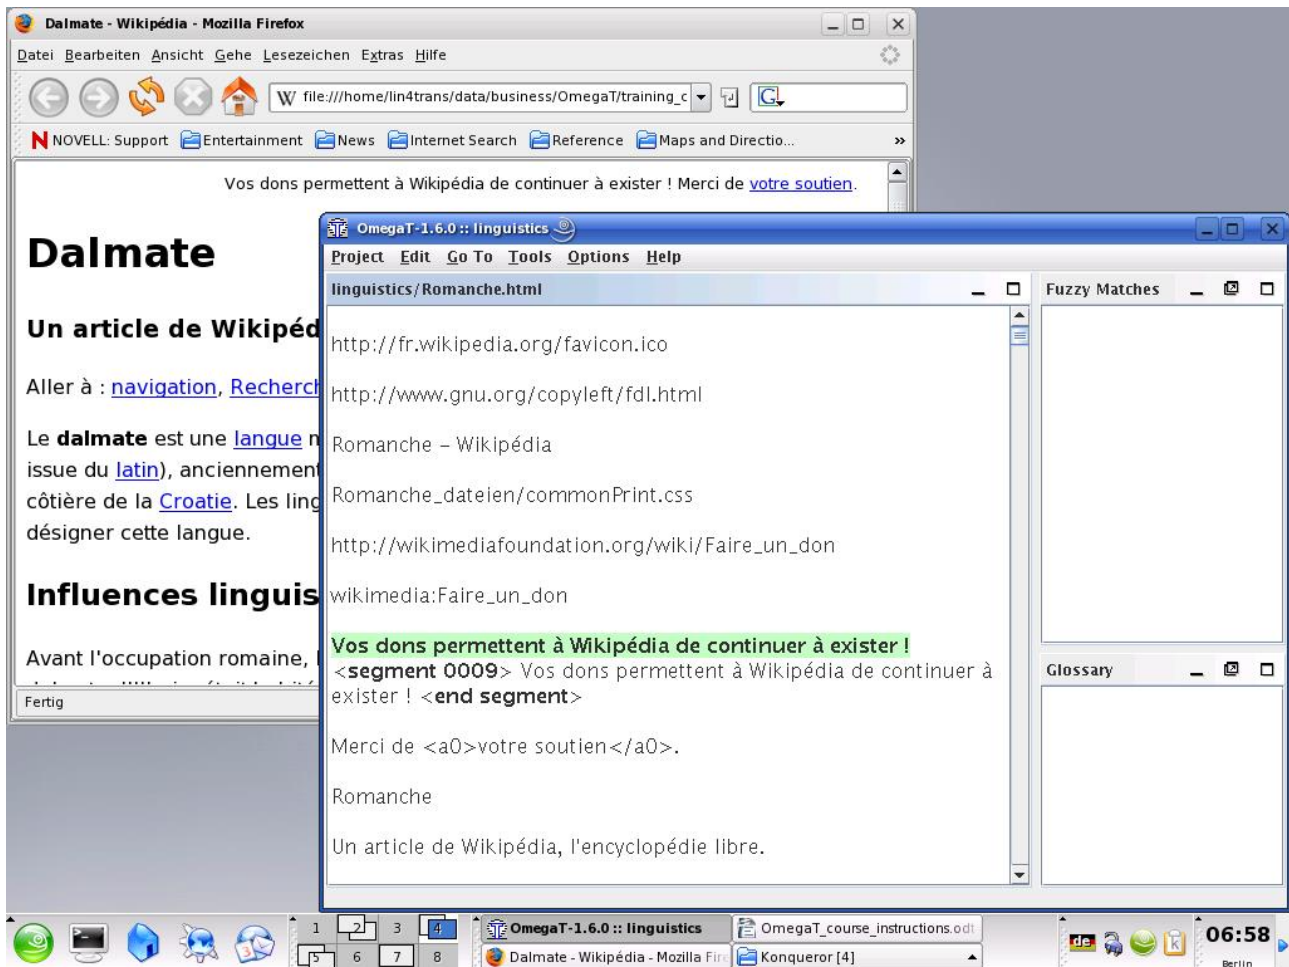 Dalmate - Wikipédia - Mozilla Firefox
Datei Bearbeiten Ansicht Gehe Lesezeichen Extras Hilfe
W file:///home/lin4trans/data/business/OmegaT/training_c
G
N NOVELL: Support Entertainment News Internet Search Reference Maps and Directio... »
Vos dons permettent à Wikipédia de continuer à exister ! Merci de votre soutien.
Dalmate
Un article de Wikipéd
Aller à : navigation, Recherch
Le dalmate est une langue n
issue du latin), anciennement
côtière de la Croatie. Les ling
désigner cette langue.
Influences linguis
Avant l'occupation romaine,
Fertig
OmegaT-1.6.0 :: linguistics
Project Edit Go To Tools Options Help
linguistics/Romanche.html
http://fr.wikipedia.org/favicon.ico
http://www.gnu.org/copyleft/fdl.html
Romanche – Wikipédia
Romanche_dateien/commonPrint.css
http://wikimediafoundation.org/wiki/Faire_un_don
wikimedia:Faire_un_don
Vos dons permettent à Wikipédia de continuer à exister !
<segment 0009> Vos dons permettent à Wikipédia de continuer à
exister ! <end segment>
Merci de <a0>votre soutien</a0>.
Romanche
Un article de Wikipédia, l'encyclopédie libre.
Fuzzy Matches
Glossary
1 2 3 4
5 6 7 8
OmegaT-1.6.0 :: linguistics
OmegaT_course_instructions.odt
Dalmate - Wikipédia - Mozilla Fire
Konqueror [4]
de
k
06:58
Berlin